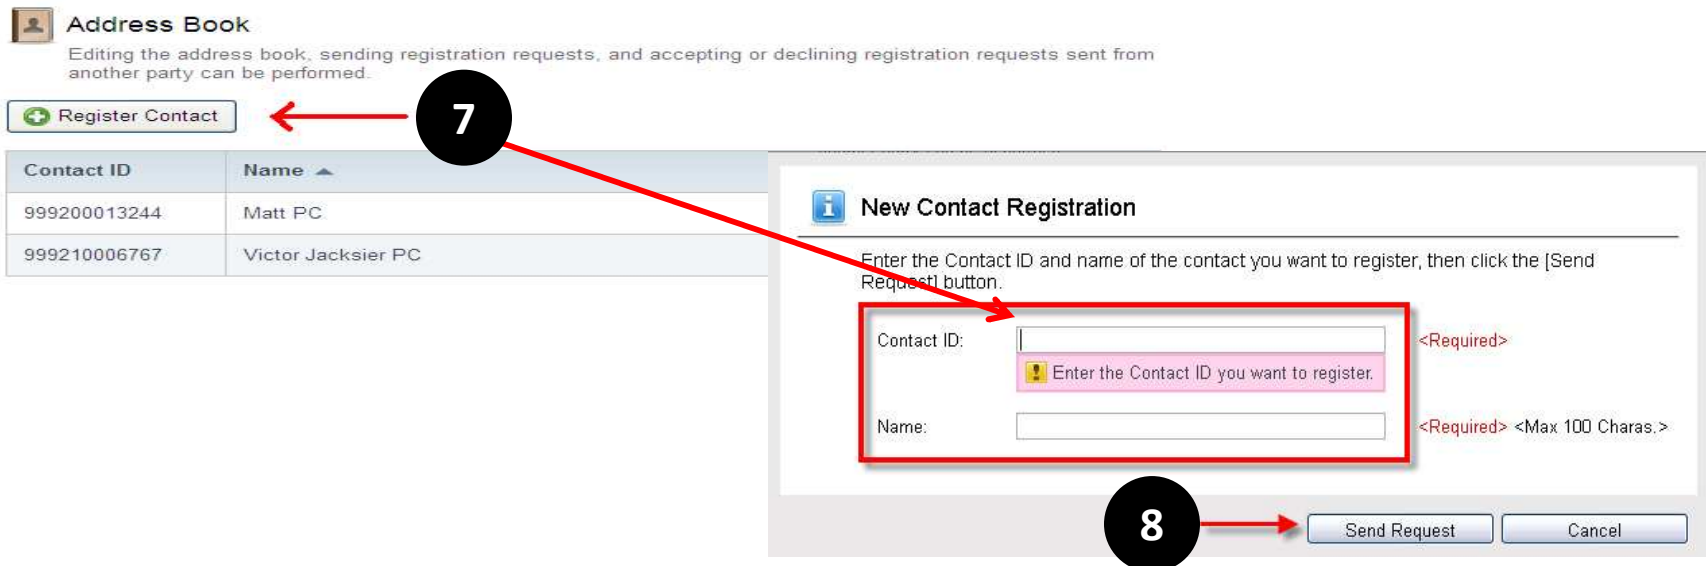 Address Book
Editing the address book, sending registration requests, and accepting or declining registration requests sent from
another party can be performed.
Register Contact
7
Contact ID Name
999200013244 Matt PC
999210006767 Victor Jacksier PC
New Contact Registration
Enter the Contact ID and name of the contact you want to register, then click the [Send
Request] button.
Contact ID: <Required>
Enter the Contact ID you want to register.
Name: <Required> <Max 100 Charas.>
8
Send Request Cancel